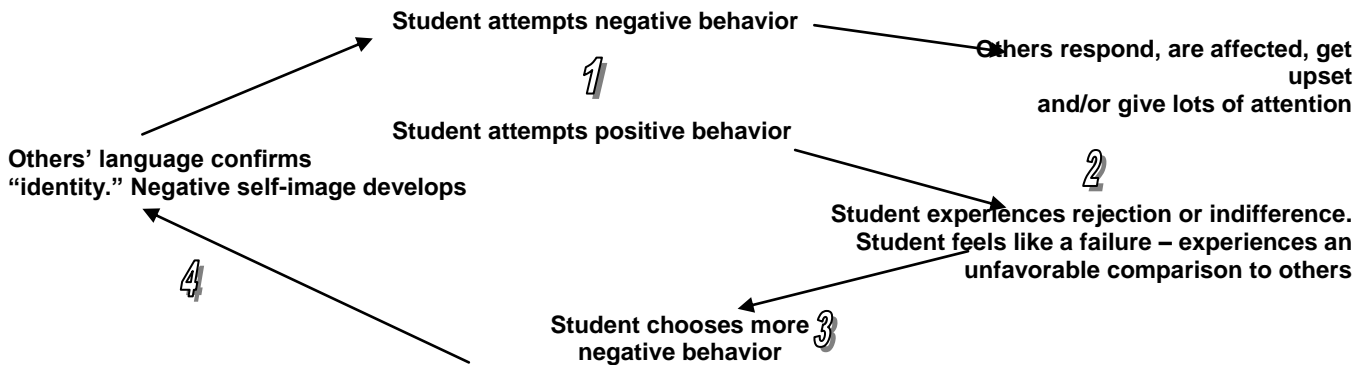 Student attempts negative behavior
Others respond, are affected, get
upset
and/or give lots of attention
1
Student attempts positive behavior
Others’ language confirms
“identity.” Negative self-image develops
2
Student experiences rejection or indifference.
Student feels like a failure – experiences an
unfavorable comparison to others
4
Student chooses more
negative behavior
3